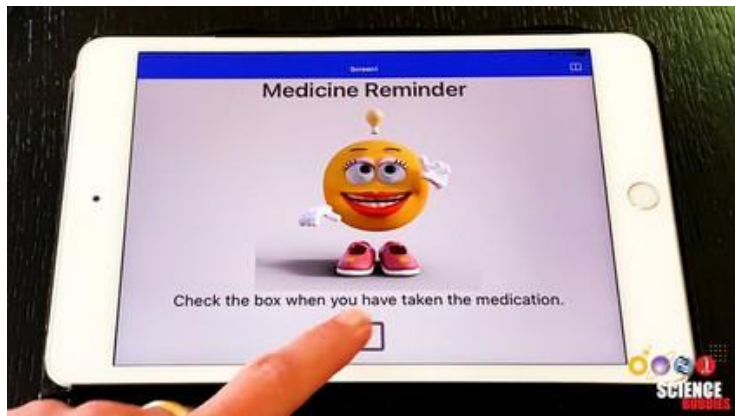 Screen1
Medicine Reminder
Check the box when you have taken the medication.
SCIENCE
BUDDIES